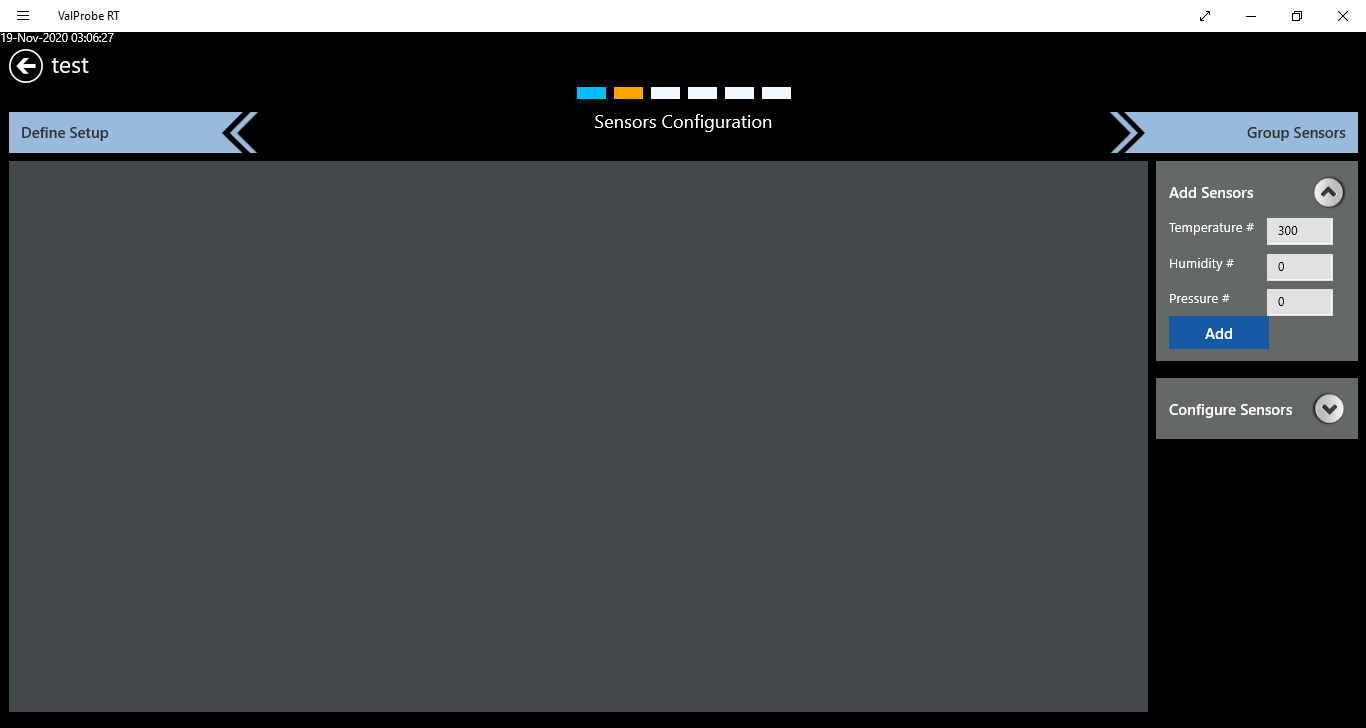 ValProbe RT
19-Nov-2020 03:06:27
test
Sensors Configuration
Define Setup
Group Sensors
Add Sensors
Temperature # 300
Humidity # 0
Pressure # 0
Add
Configure Sensors